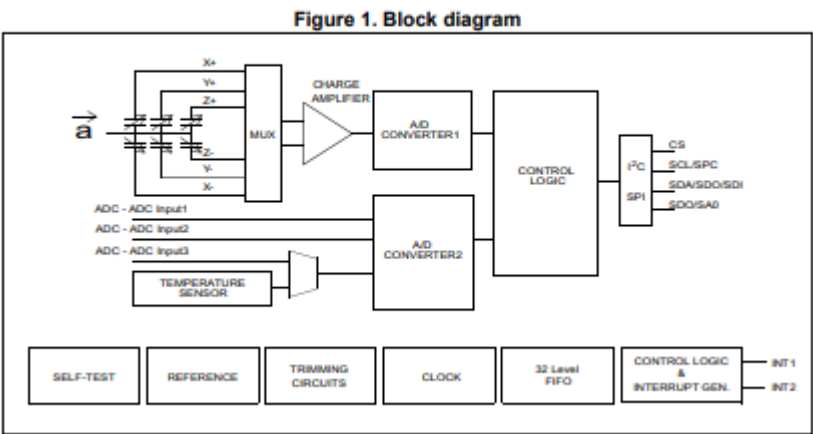 Figure 1. Block diagram
X+
Y+
Z+
CHARGE
AMPLIFIER
a
MUX
A/D
CONVERTER1
CONTROL
LOGIC
I²C
SPI
CS
SCL/SPC
SDA/SDO/SDI
SDO/SA0
Z-
Y-
X-
ADC - ADC Input1
ADC - ADC Input2
ADC - ADC Input3
A/D
CONVERTER2
TEMPERATURE
SENSOR
SELF-TEST
REFERENCE
TRIMMING
CIRCUITS
CLOCK
32 Level
FIFO
CONTROL LOGIC
&
INTERRUPT GEN.
INT1
INT2